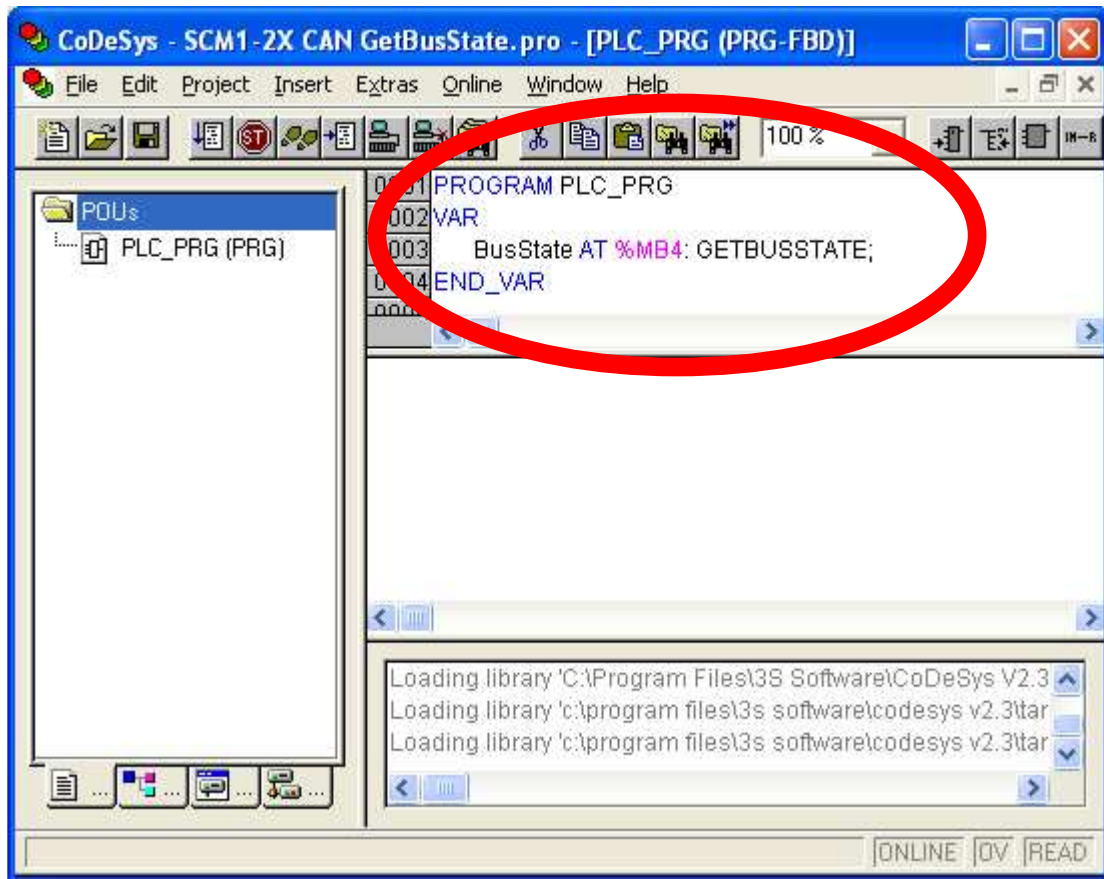 CoDeSys - SCM1-2X CAN GetBusState.pro - [PLC_PRG (PRG-FBD)]
File Edit Project Insert Extras Online Window Help
ST 100 %
POUs
PLC_PRG (PRG)
PROGRAM PLC_PRG
0002 VAR
0003 BusState AT %MB4: GETBUSSTATE;
END_VAR
Loading library 'C:\Program Files\3S Software\CoDeSys V2.3
Loading library 'c:\program files\3s software\codesys v2.3\tar
Loading library 'c:\program files\3s software\codesys v2.3\tar
... ... ... ...
ONLINE OV READ